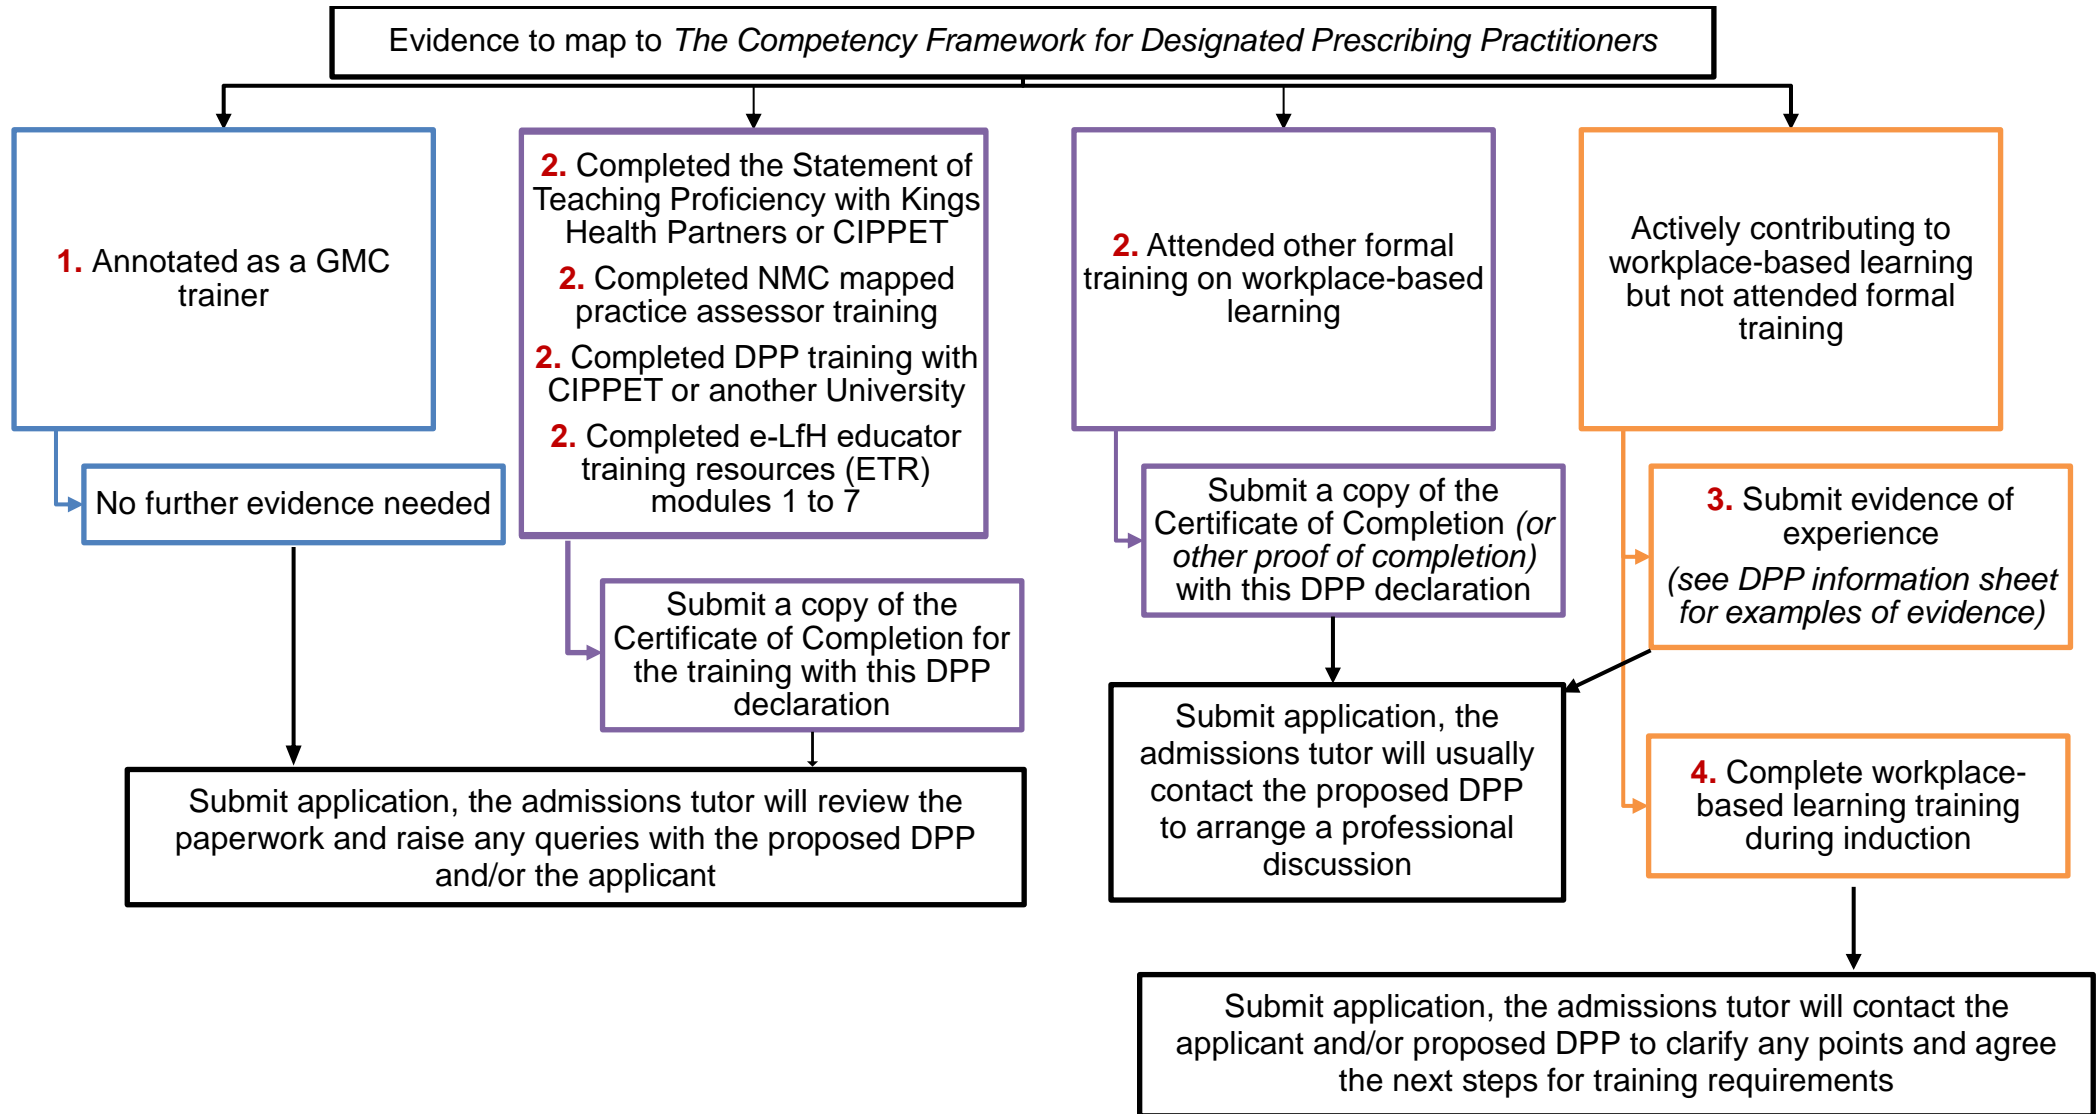 Evidence to map to The Competency Framework for Designated Prescribing Practitioners
1. Annotated as a GMC
trainer
No further evidence needed
2. Completed the Statement of
Teaching Proficiency with Kings
Health Partners or CIPPET
2. Completed NMC mapped
practice assessor training
2. Completed DPP training with
CIPPET or another University
2. Completed e-LfH educator
training resources (ETR)
modules 1 to 7
Submit a copy of the
Certificate of Completion for
the training with this DPP
declaration
Submit application, the admissions tutor will review the
paperwork and raise any queries with the proposed DPP
and/or the applicant
2. Attended other formal
training on workplace-based
learning
Submit a copy of the
Certificate of Completion (or
other proof of completion)
with this DPP declaration
Submit application, the
admissions tutor will usually
contact the proposed DPP
to arrange a professional
discussion
Actively contributing to
workplace-based learning
but not attended formal
training
3. Submit evidence of
experience
(see DPP information sheet
for examples of evidence)
4. Complete workplace-
based learning training
during induction
Submit application, the admissions tutor will contact the
applicant and/or proposed DPP to clarify any points and agree
the next steps for training requirements